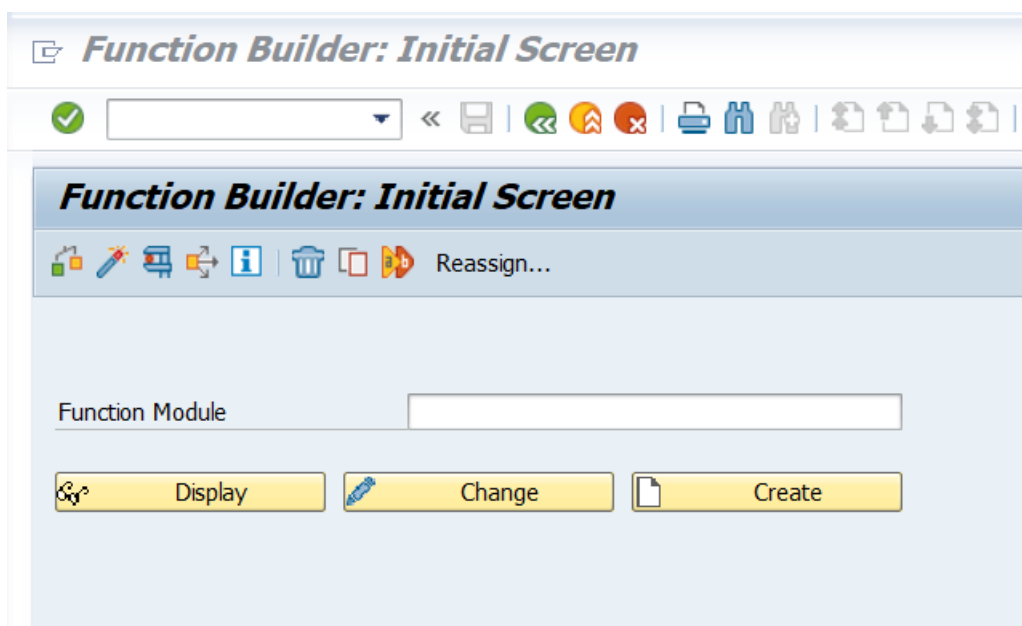 Function Builder: Initial Screen
Function Builder: Initial Screen
Reassign...
Function Module
Display Change Create